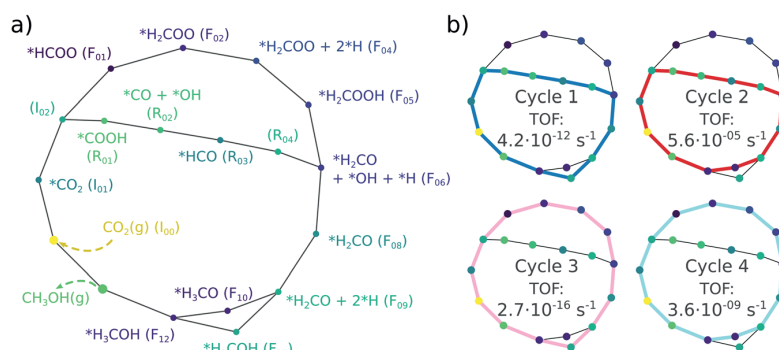 a)
*H₂COO (F₀₂)
*HCOO (F₀₁)
*H₂COO + 2*H (F₀₄)
*H₂COOH (F₀₅)
(I₀₂)
*CO + *OH
(R₀₂)
*COOH
(R₀₁)
*HCO (R₀₃)
(R₀₄)
*H₂CO
+ *OH + *H (F₀₆)
*CO₂ (I₀₁)
CO₂(g) (I₀₀)
*H₂CO (F₀₈)
CH₃OH(g)
*H₃CO (F₁₀)
*H₂CO + 2*H (F₀₉)
*H₃COH (F₁₂)
b)
Cycle 1
TOF:
4.2·10⁻¹² s⁻¹
Cycle 2
TOF:
5.6·10⁻⁰⁵ s⁻¹
Cycle 3
TOF:
2.7·10⁻¹⁶ s⁻¹
Cycle 4
TOF:
3.6·10⁻⁰⁹ s⁻¹